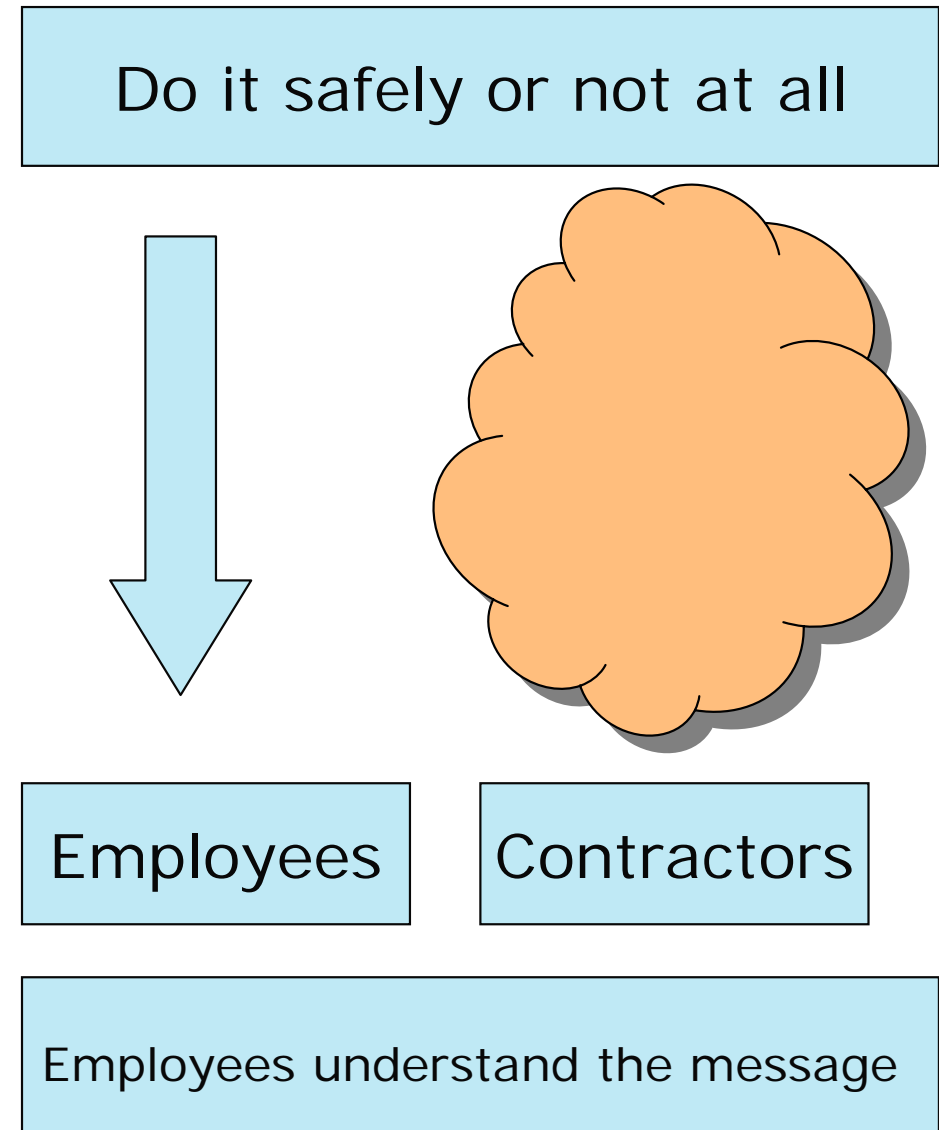 Do it safely or not at all
Employees
Contractors
Employees understand the message